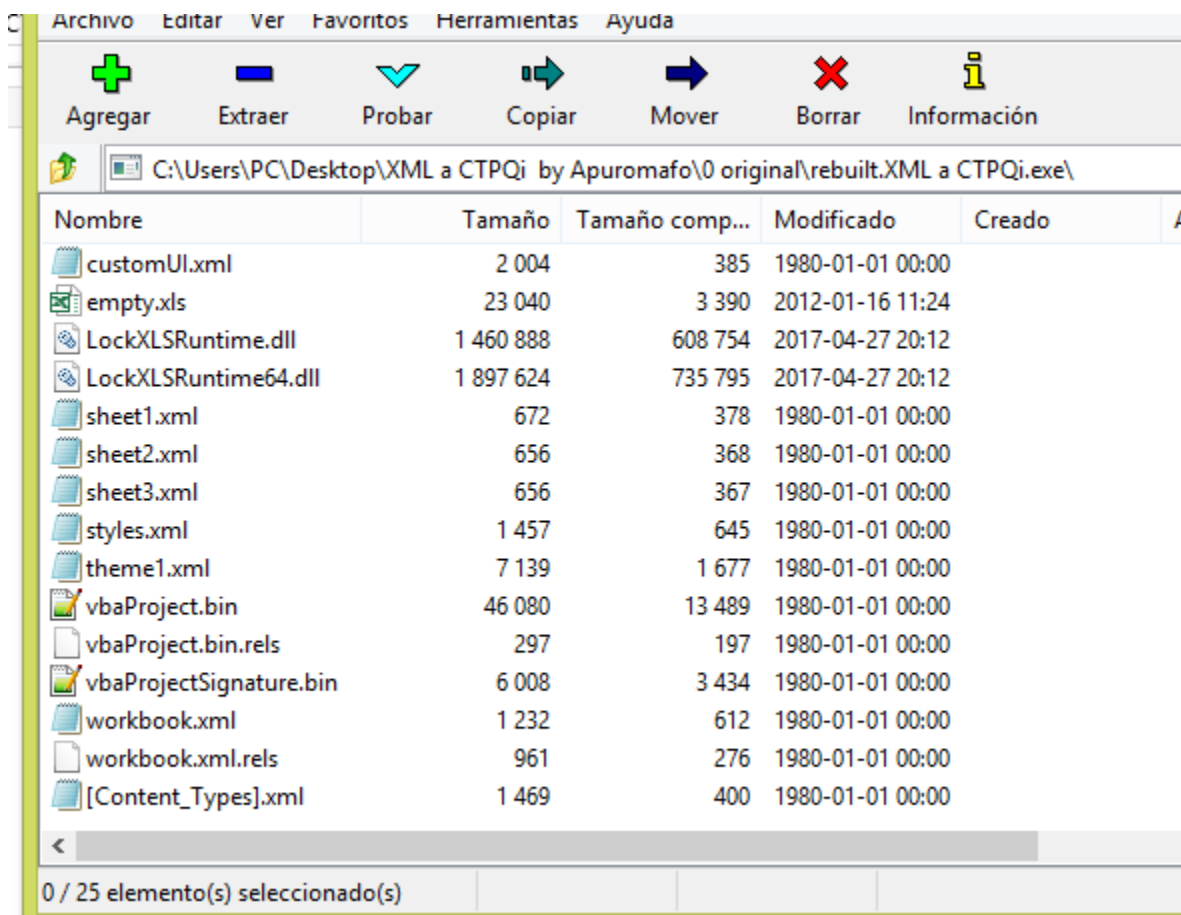 Archivo Editar Ver Favoritos Herramientas Ayuda
Agregar Extraer Probar Copiar Mover Borrar Información
C:\Users\PC\Desktop\XML a CTPQi  by Apuromafo\0 original\rebuilt.XML a CTPQi.exe\
Nombre Tamaño Tamaño comp... Modificado Creado
customUI.xml 2 004 385 1980-01-01 00:00
empty.xls 23 040 3 390 2012-01-16 11:24
LockXLSRuntime.dll 1 460 888 608 754 2017-04-27 20:12
LockXLSRuntime64.dll 1 897 624 735 795 2017-04-27 20:12
sheet1.xml 672 378 1980-01-01 00:00
sheet2.xml 656 368 1980-01-01 00:00
sheet3.xml 656 367 1980-01-01 00:00
styles.xml 1 457 645 1980-01-01 00:00
theme1.xml 7 139 1 677 1980-01-01 00:00
vbaProject.bin 46 080 13 489 1980-01-01 00:00
vbaProject.bin.rels 297 197 1980-01-01 00:00
vbaProjectSignature.bin 6 008 3 434 1980-01-01 00:00
workbook.xml 1 232 612 1980-01-01 00:00
workbook.xml.rels 961 276 1980-01-01 00:00
[Content_Types].xml 1 469 400 1980-01-01 00:00
0 / 25 elemento(s) seleccionado(s)